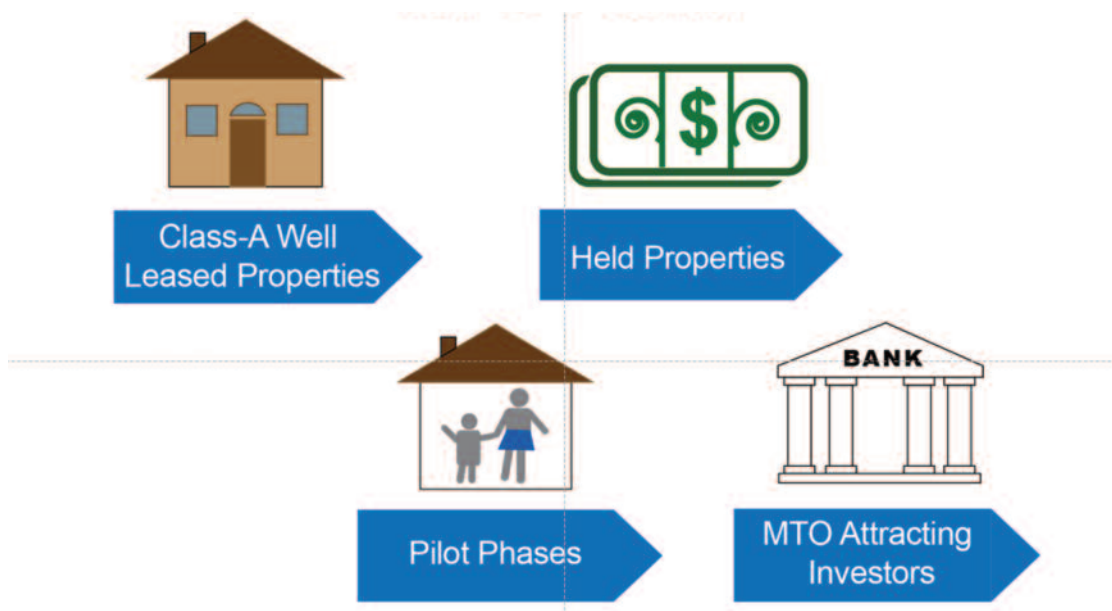 $
Class-A Well
Leased Properties
Held Properties
BANK
Pilot Phases
MTO Attracting
Investors